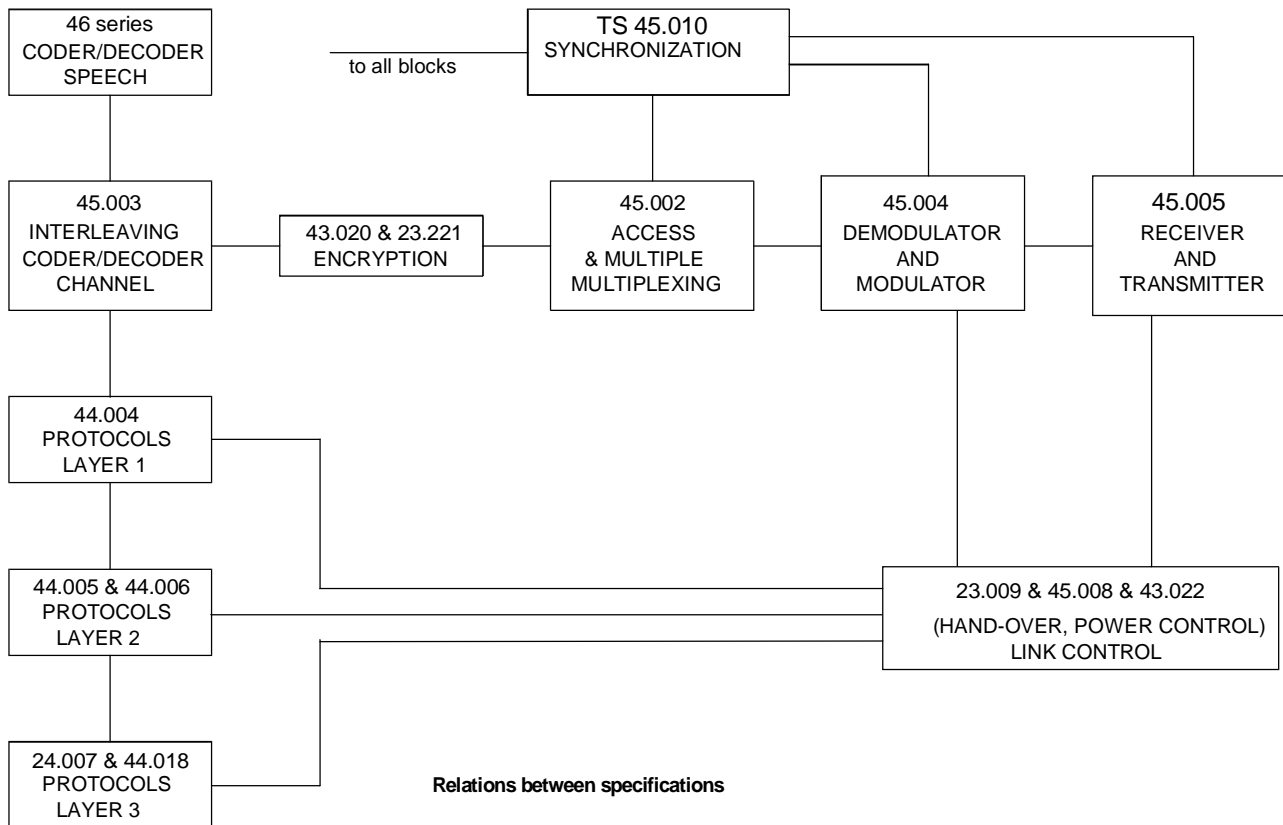 46 series
CODER/DECODER
SPEECH
to all blocks
TS 45.010
SYNCHRONIZATION
45.003
INTERLEAVING
CODER/DECODER
CHANNEL
43.020 & 23.221
ENCRYPTION
45.002
ACCESS
& MULTIPLE
MULTIPLEXING
45.004
DEMODULATOR
AND
MODULATOR
45.005
RECEIVER
AND
TRANSMITTER
44.004
PROTOCOLS
LAYER 1
44.005 & 44.006
PROTOCOLS
LAYER 2
23.009 & 45.008 & 43.022
(HAND-OVER, POWER CONTROL)
LINK CONTROL
24.007 & 44.018
PROTOCOLS
LAYER 3
Relations between specifications